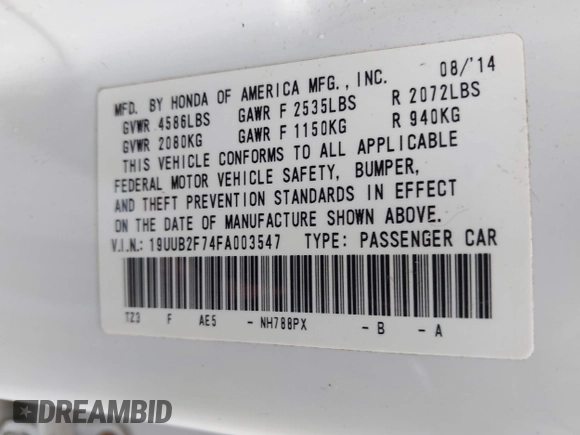 MFD. BY HONDA OF AMERICA MFG., INC. 08/'14
GVWR 4586LBS GAWR F 2535LBS R 2072LBS
GVWR 2080KG GAWR F 1150KG R 940KG
THIS VEHICLE CONFORMS TO ALL APPLICABLE
FEDERAL MOTOR VEHICLE SAFETY, BUMPER,
AND THEFT PREVENTION STANDARDS IN EFFECT
ON THE DATE OF MANUFACTURE SHOWN ABOVE.
V.I.N.: 19UUB2F74FA003547 TYPE: PASSENGER CAR
TZ3 F AE5 - NH788PX - B - A
DREAMBID